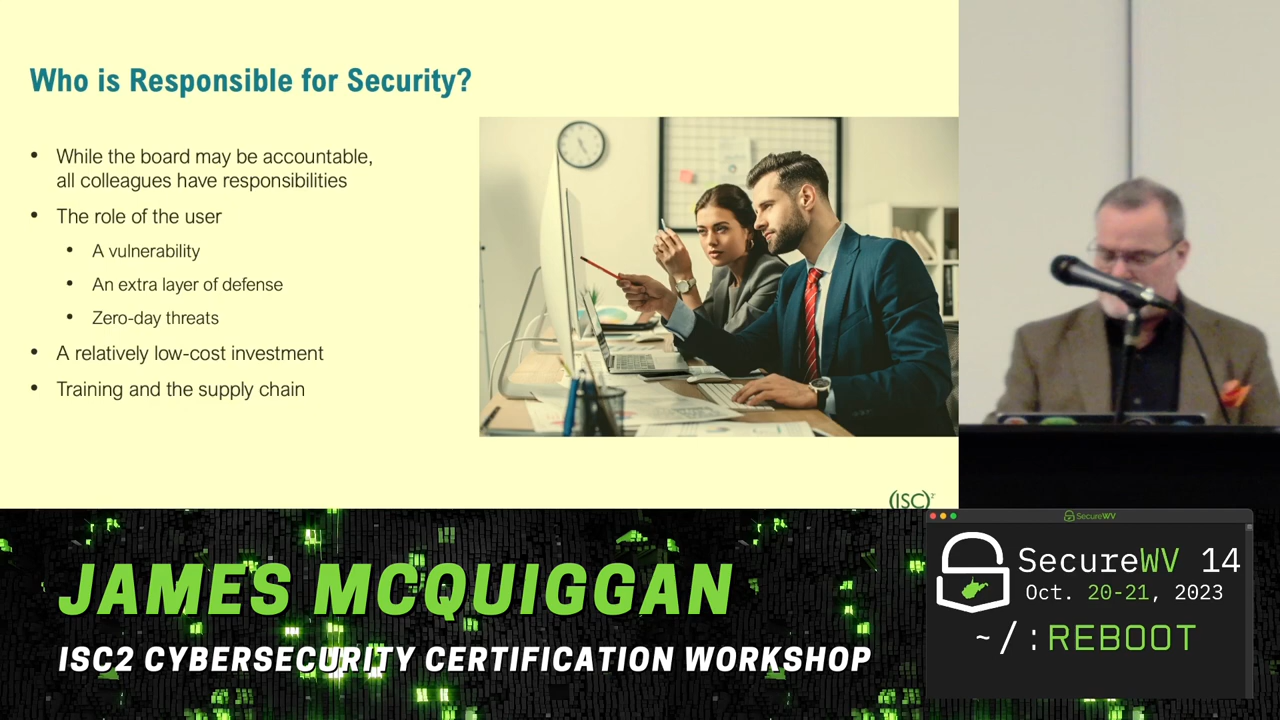 Who is Responsible for Security?
While the board may be accountable,
all colleagues have responsibilities
The role of the user
A vulnerability
An extra layer of defense
Zero-day threats
A relatively low-cost investment
Training and the supply chain
(ISC)²
JAMES MCQUIGGAN
ISC2 CYBERSECURITY CERTIFICATION WORKSHOP
SecureWV
SecureWV 14
Oct. 20-21, 2023
~/:REBOOT